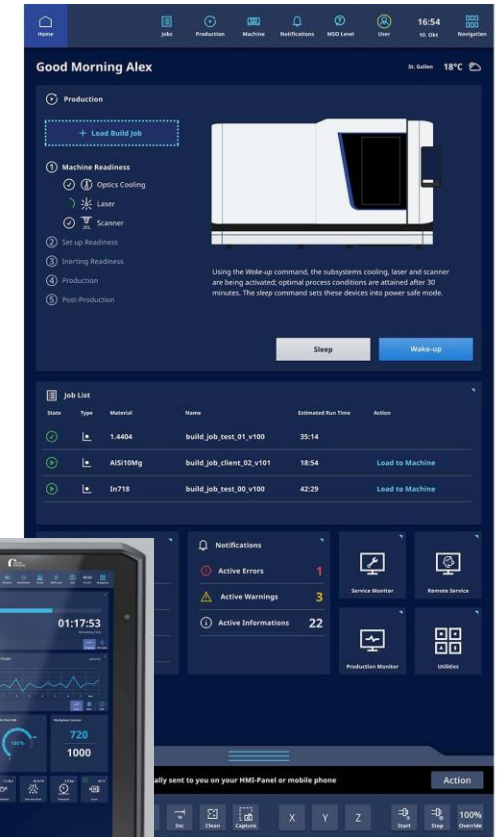 Home
Jobs
Production
Machine
Notifications
MSO Level
User
16:54
10. Okt
Navigation
Good Morning Alex
St. Gallen 18°C
Production
+ Load Build Job
1 Machine Readiness
Optics Cooling
Laser
Scanner
2 Set up Readiness
3 Inerting Readiness
4 Production
5 Post-Production
Using the Wake-up command, the subsystems cooling, laser and scanner
are being activated; optimal process conditions are attained after 30
minutes. The sleep command sets these devices into power safe mode.
Sleep
Wake-up
Job List
State Type Material Name Estimated Run Time Action
1.4404 build_job_test_01_v100 35:14
AlSi10Mg build_job_client_02_v101 18:54 Load to Machine
In718 build_job_test_00_v100 42:29 Load to Machine
Notifications
Active Errors 1
Active Warnings 3
Active Informations 22
Service Monitor
Remote Service
Production Monitor
Utilities
01:17:53
Remaining Time
100%
720
1000
ally sent to you on your HMI-Panel or mobile phone
Action
Inc
Clean
Capture
X
Y
Z
Start
Stop
100%
Override